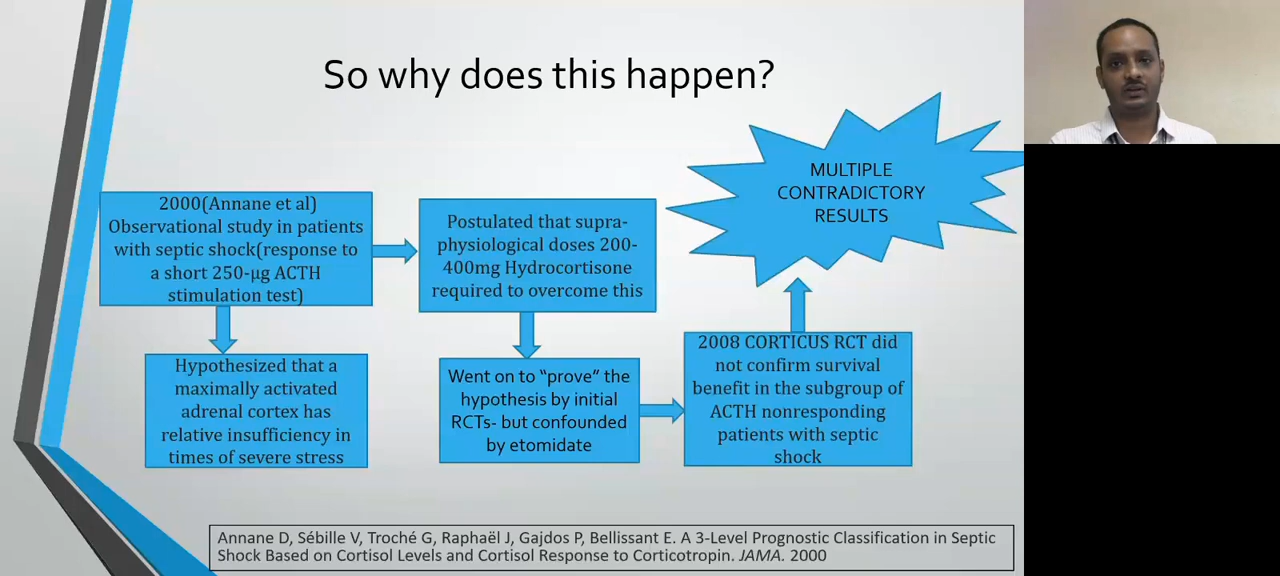 So why does this happen?
2000(Annane et al)
Observational study in patients
with septic shock(response to
a short 250-μg ACTH
stimulation test)
Hypothesized that a
maximally activated
adrenal cortex has
relative insufficiency in
times of severe stress
Postulated that supra-
physiological doses 200-
400mg Hydrocortisone
required to overcome this
Went on to “prove” the
hypothesis by initial
RCTs- but confounded
by etomidate
2008 CORTICUS RCT did
not confirm survival
benefit in the subgroup of
ACTH nonresponding
patients with septic
shock
MULTIPLE
CONTRADICTORY
RESULTS
Annane D, Sébille V, Troché G, Raphaël J, Gajdos P, Bellissant E. A 3-Level Prognostic Classification in Septic
Shock Based on Cortisol Levels and Cortisol Response to Corticotropin. JAMA. 2000